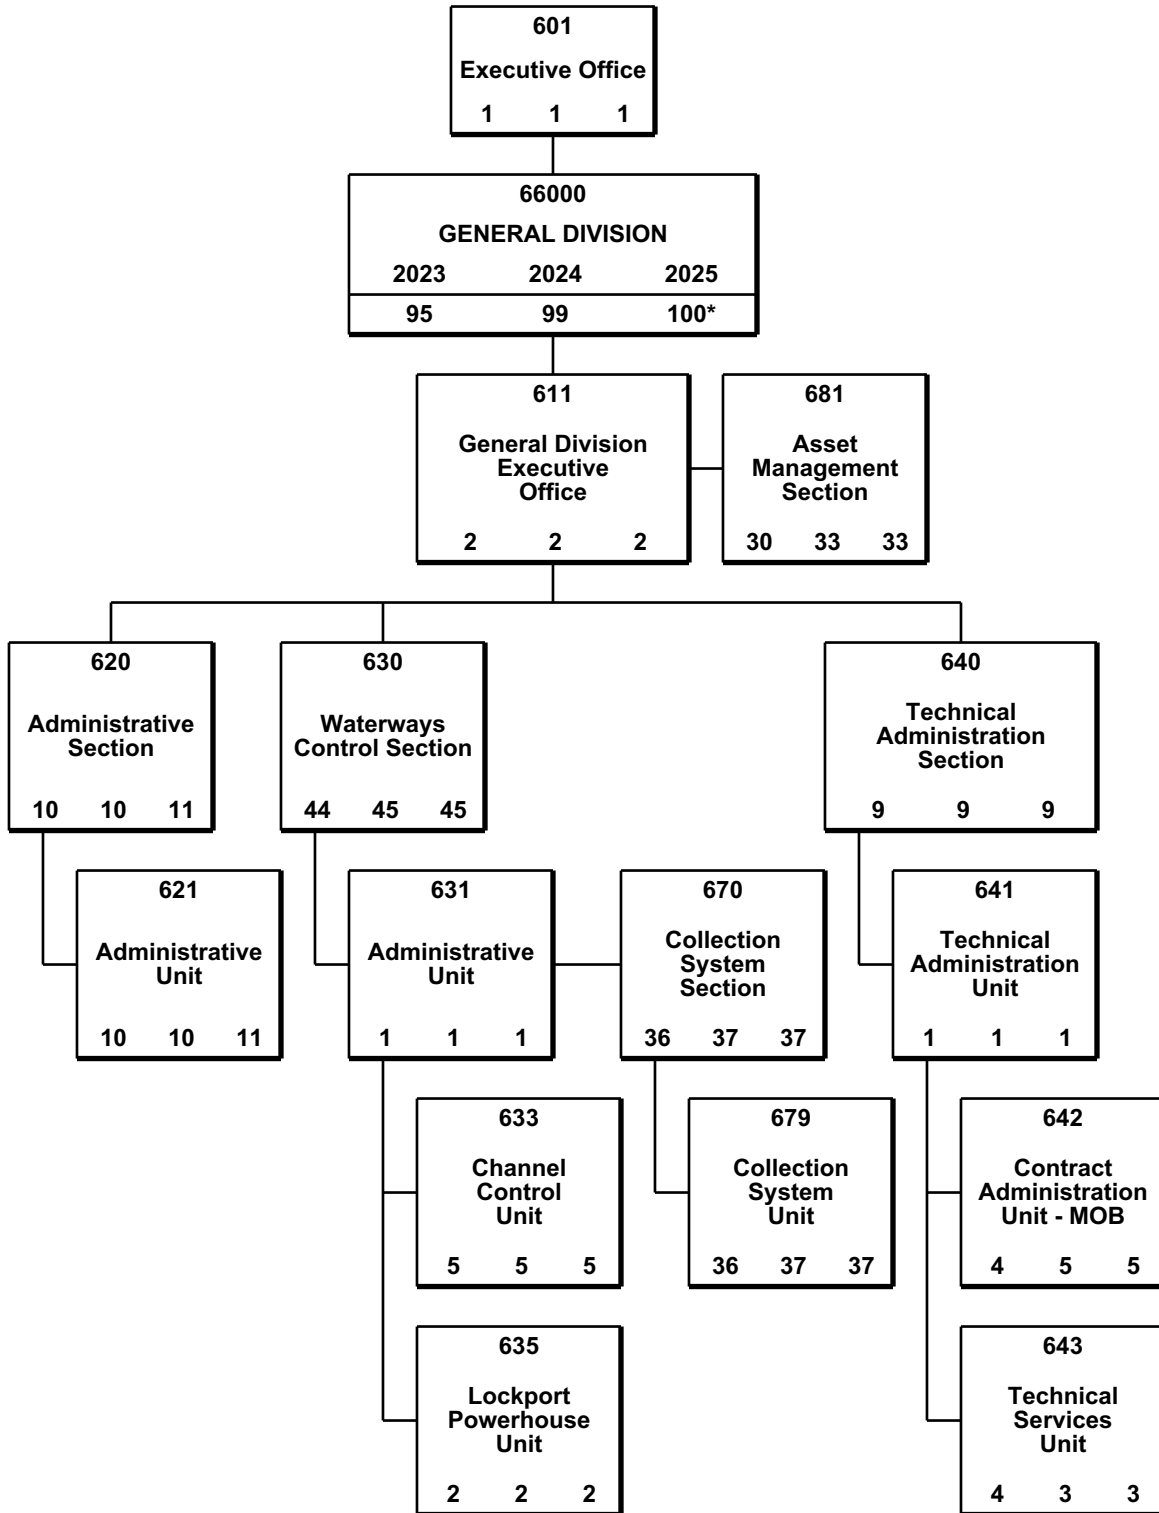 601
Executive Office
1 1 1
66000
GENERAL DIVISION
2023 2024 2025
95 99 100*
611
General Division
Executive
Office
2 2 2
681
Asset
Management
Section
30 33 33
620
Administrative
Section
10 10 11
630
Waterways
Control Section
44 45 45
640
Technical
Administration
Section
9 9 9
621
Administrative
Unit
10 10 11
631
Administrative
Unit
1 1 1
670
Collection
System
Section
36 37 37
641
Technical
Administration
Unit
1 1 1
633
Channel
Control
Unit
5 5 5
679
Collection
System
Unit
36 37 37
642
Contract
Administration
Unit - MOB
4 5 5
635
Lockport
Powerhouse
Unit
2 2 2
643
Technical
Services
Unit
4 3 3